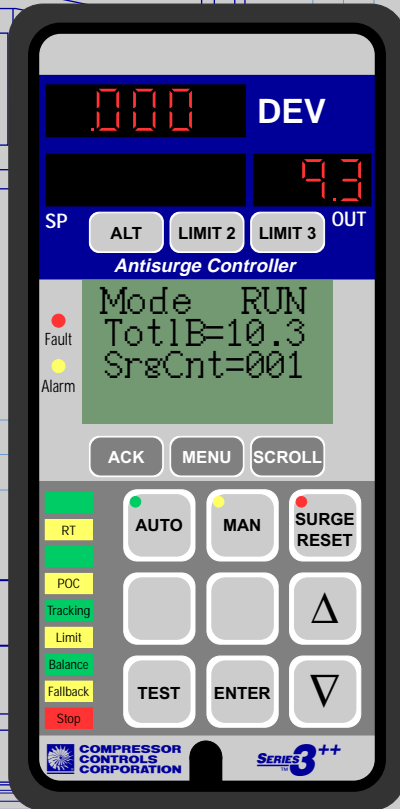 .000 DEV
9.3
SP ALT LIMIT 2 LIMIT 3 OUT
Antisurge Controller
Mode RUN
TotlB=10.3
SrgCnt=001
Fault
Alarm
ACK MENU SCROLL
AUTO MAN SURGE RESET
RT
POC
Tracking
Limit
Balance
Fallback
Stop
Δ
TEST ENTER ∇
COMPRESSOR
CONTROLS
CORPORATION
SERIES 3++
TM